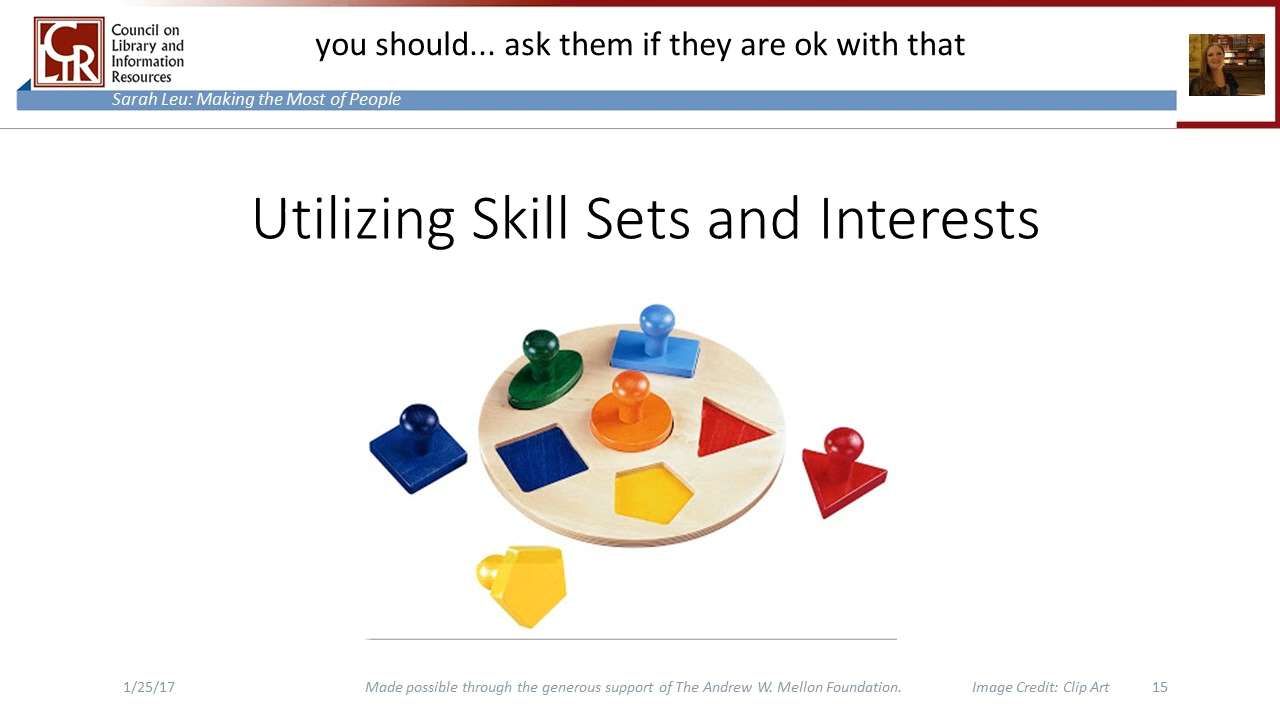 CLIR
Council on
Library and
Information
Resources
you should... ask them if they are ok with that
Sarah Leu: Making the Most of People
Utilizing Skill Sets and Interests
1/25/17
Made possible through the generous support of The Andrew W. Mellon Foundation.
Image Credit: Clip Art
15